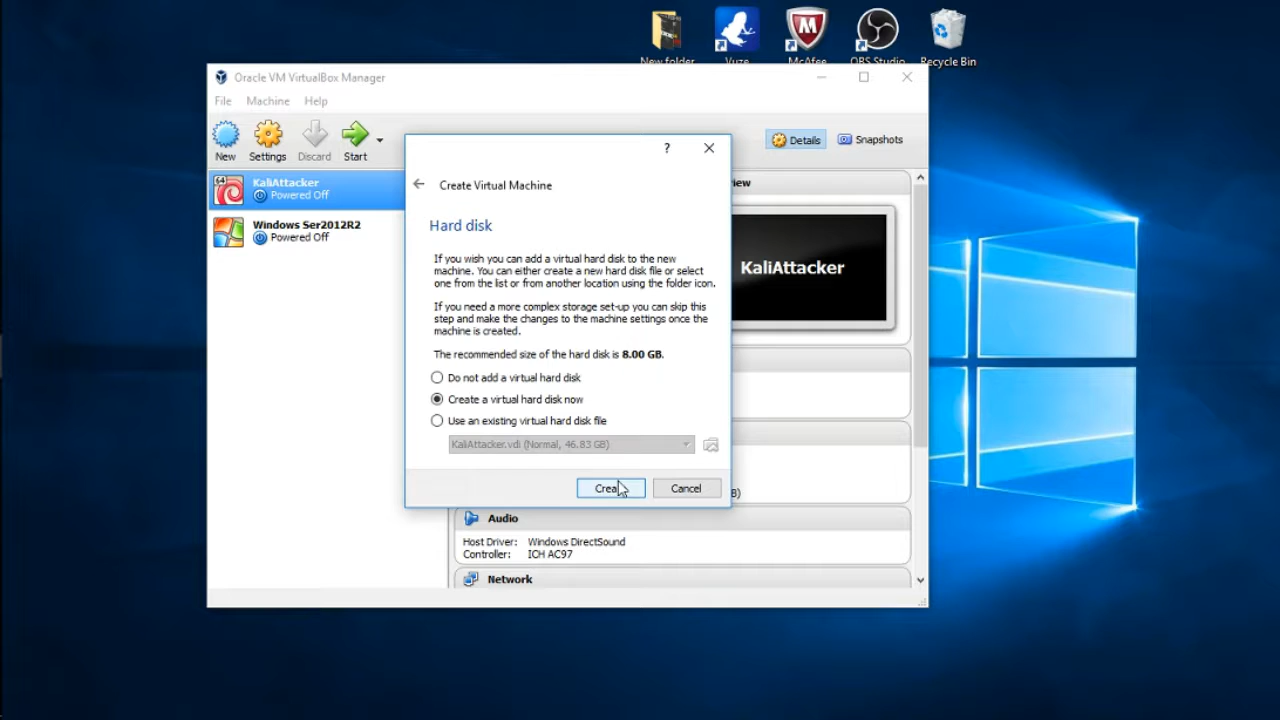 New folder
Vuze
McAfee
OBS Studio
Recycle Bin
Oracle VM VirtualBox Manager
File Machine Help
New
Settings
Discard
Start
Details
Snapshots
64
KaliAttacker
Powered Off
Windows Ser2012R2
Powered Off
?
Create Virtual Machine
Hard disk
If you wish you can add a virtual hard disk to the new
machine. You can either create a new hard disk file or select
one from the list or from another location using the folder icon.
If you need a more complex storage set-up you can skip this
step and make the changes to the machine settings once the
machine is created.
The recommended size of the hard disk is 8.00 GB.
Do not add a virtual hard disk
Create a virtual hard disk now
Use an existing virtual hard disk file
KaliAttacker.vdi (Normal, 46.83 GB)
Cancel
KaliAttacker
Audio
Host Driver: Windows DirectSound
Controller: ICH AC97
Network